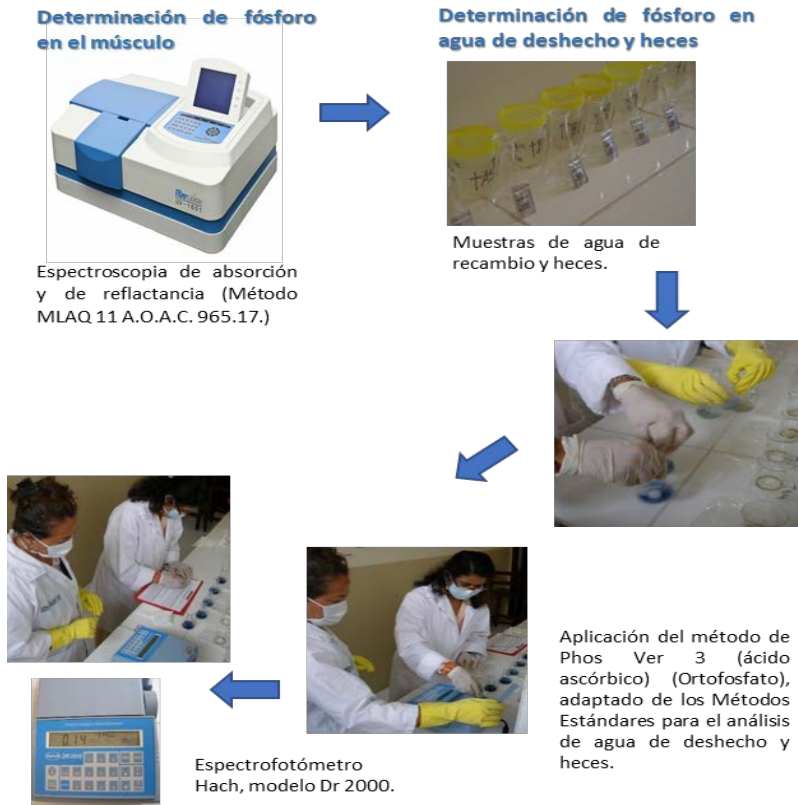 Determinación de fósforo
en el músculo
Espectroscopia de absorción
y de reflactancia (Método
MLAQ 11 A.O.A.C. 965.17.)
Determinación de fósforo en
agua de deshecho y heces
Muestras de agua de
recambio y heces.
Aplicación del método de
Phos Ver 3 (ácido
ascórbico) (Ortofosfato),
adaptado de los Métodos
Estándares para el análisis
de agua de deshecho y
heces.
Espectrofotómetro
Hach, modelo Dr 2000.
0.14